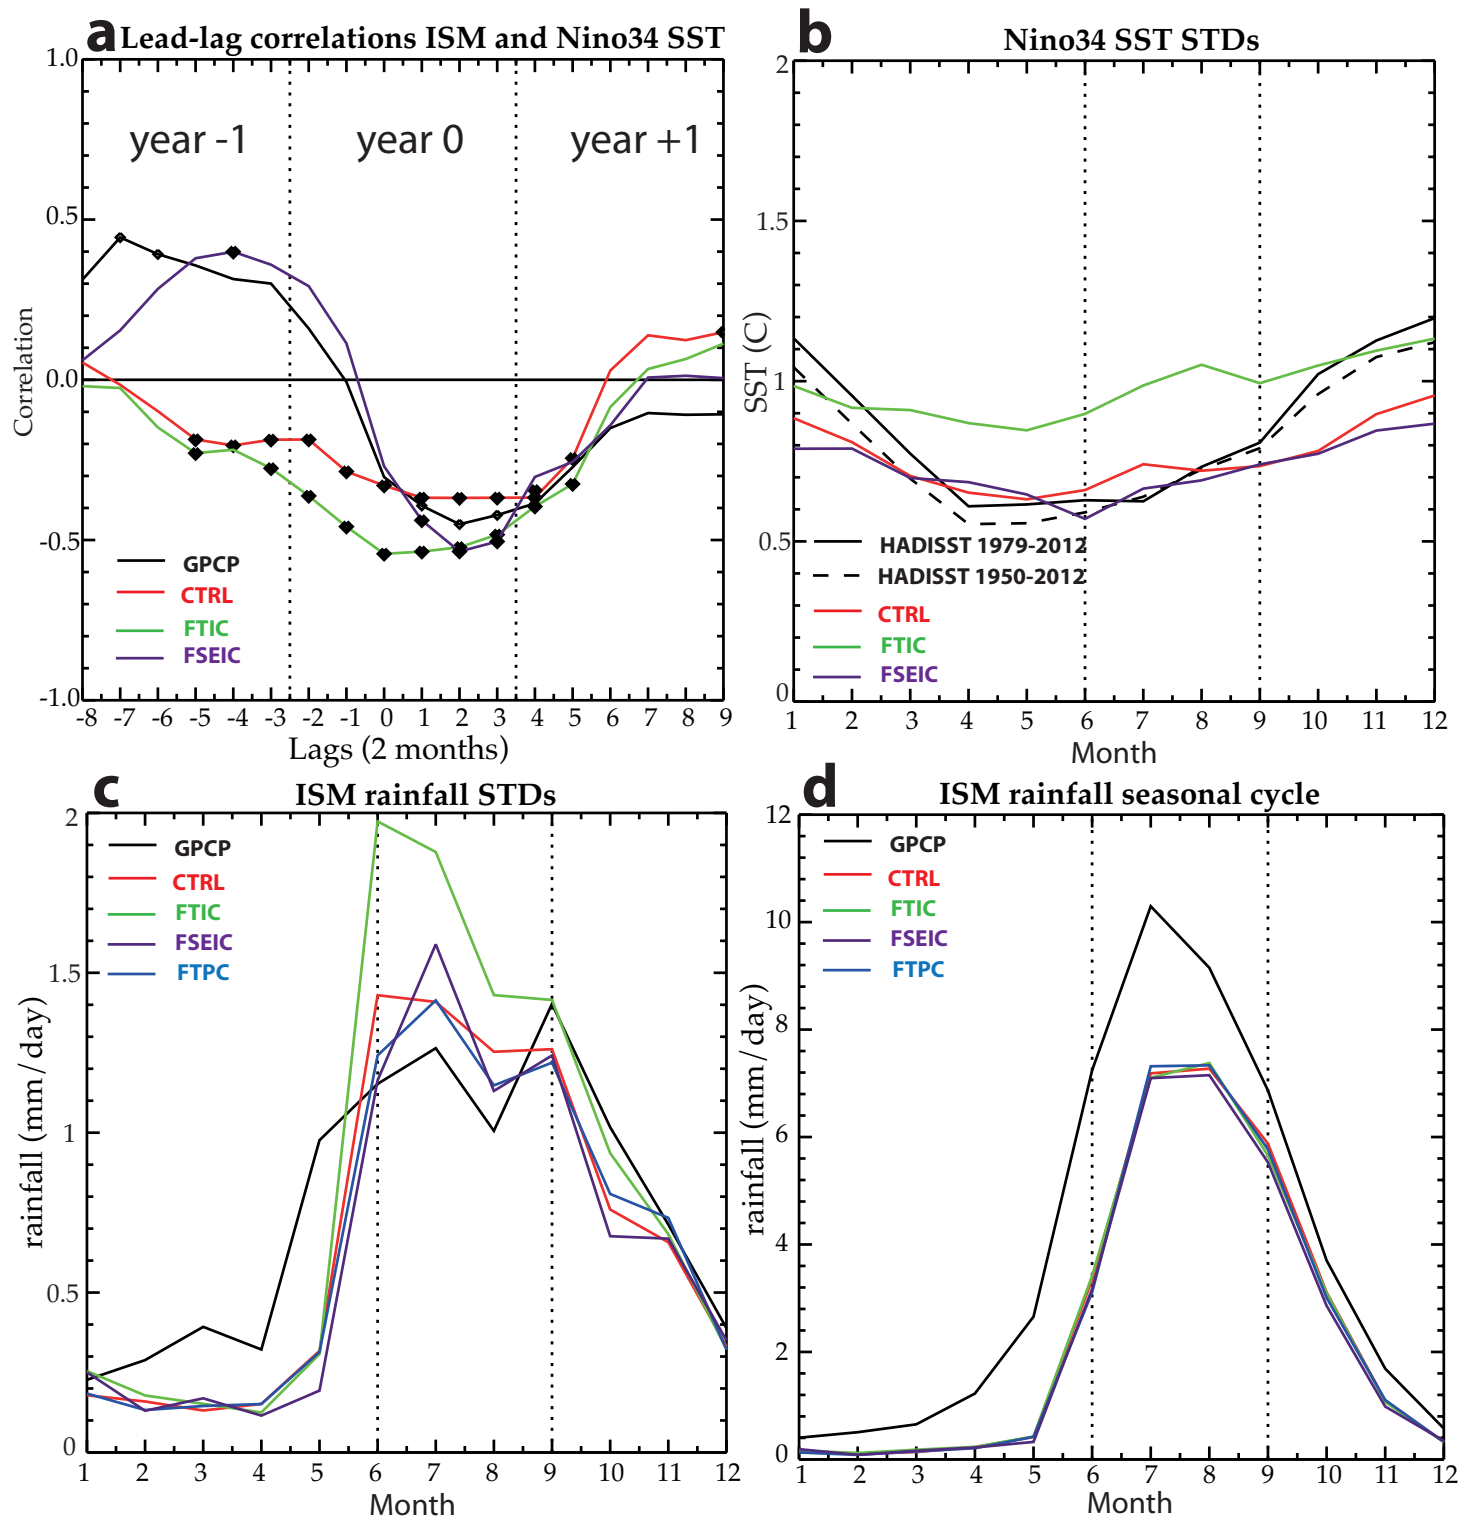 a Lead-lag correlations ISM and Nino34 SST
1.0
0.5
0.0
-0.5
-1.0
Correlation
year -1 year 0 year +1
GPCP
CTRL
FTIC
FSEIC
-8 -7 -6 -5 -4 -3 -2 -1 0 1 2 3 4 5 6 7 8 9
Lags (2 months)
b Nino34 SST STDs
2
1.5
1
0.5
0
SST (C)
HADISST 1979-2012
HADISST 1950-2012
CTRL
FTIC
FSEIC
1 2 3 4 5 6 7 8 9 10 11 12
Month
c ISM rainfall STDs
2
1.5
1
0.5
0
rainfall (mm/day)
GPCP
CTRL
FTIC
FSEIC
FTPC
1 2 3 4 5 6 7 8 9 10 11 12
Month
d ISM rainfall seasonal cycle
12
10
8
6
4
2
0
rainfall (mm/day)
GPCP
CTRL
FTIC
FSEIC
FTPC
1 2 3 4 5 6 7 8 9 10 11 12
Month